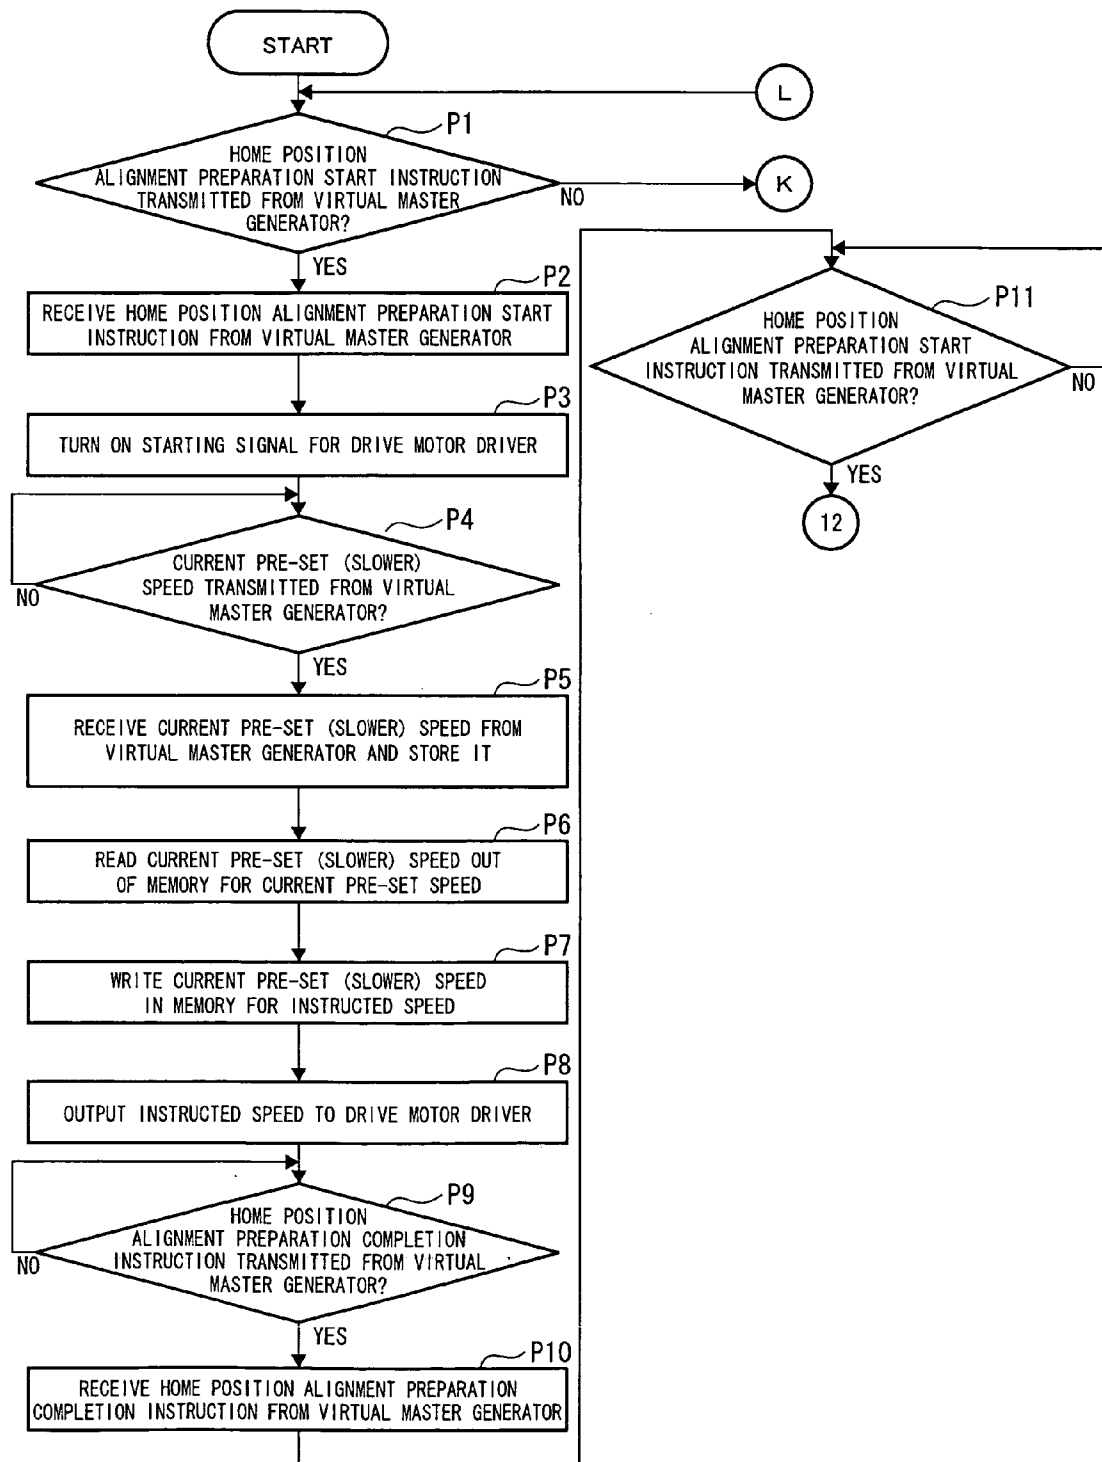 START
L
P1
HOME POSITION
ALIGNMENT PREPARATION START INSTRUCTION
TRANSMITTED FROM VIRTUAL MASTER
GENERATOR?
NO
K
YES
P2
RECEIVE HOME POSITION ALIGNMENT PREPARATION START
INSTRUCTION FROM VIRTUAL MASTER GENERATOR
P3
TURN ON STARTING SIGNAL FOR DRIVE MOTOR DRIVER
P4
CURRENT PRE-SET (SLOWER)
SPEED TRANSMITTED FROM VIRTUAL
MASTER GENERATOR?
NO
YES
P5
RECEIVE CURRENT PRE-SET (SLOWER) SPEED FROM
VIRTUAL MASTER GENERATOR AND STORE IT
P6
READ CURRENT PRE-SET (SLOWER) SPEED OUT
OF MEMORY FOR CURRENT PRE-SET SPEED
P7
WRITE CURRENT PRE-SET (SLOWER) SPEED
IN MEMORY FOR INSTRUCTED SPEED
P8
OUTPUT INSTRUCTED SPEED TO DRIVE MOTOR DRIVER
P9
HOME POSITION
ALIGNMENT PREPARATION COMPLETION
INSTRUCTION TRANSMITTED FROM VIRTUAL
MASTER GENERATOR?
NO
YES
P10
RECEIVE HOME POSITION ALIGNMENT PREPARATION
COMPLETION INSTRUCTION FROM VIRTUAL MASTER GENERATOR
P11
HOME POSITION
ALIGNMENT PREPARATION START
INSTRUCTION TRANSMITTED FROM VIRTUAL
MASTER GENERATOR?
NO
YES
12